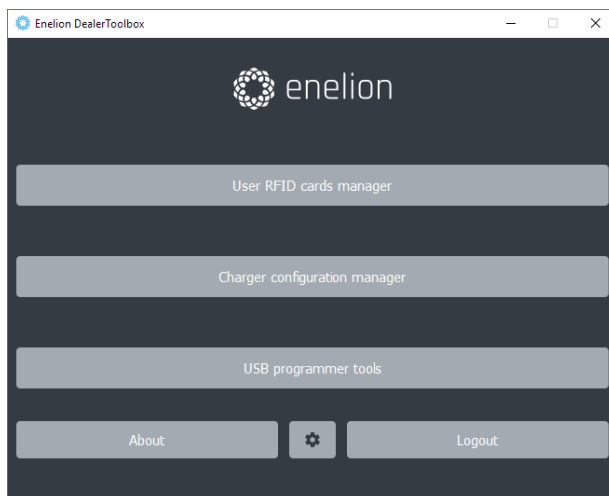 Enelion DealerToolbox
enelion
User RFID cards manager
Charger configuration manager
USB programmer tools
About
Logout